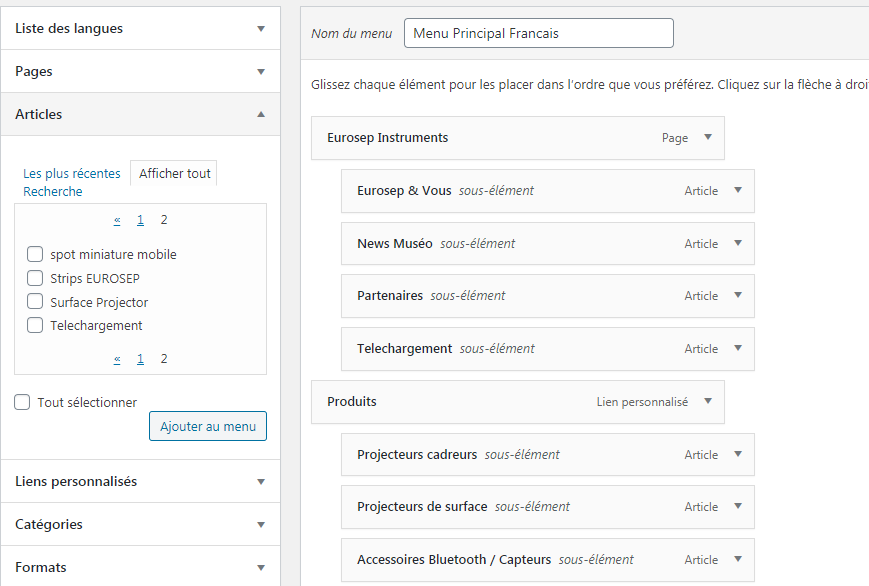 Liste des langues
Pages
Articles
Les plus récentes
Afficher tout
Recherche
« 1 2
spot miniature mobile
Strips EUROSEP
Surface Projector
Telechargement
« 1 2
Tout sélectionner
Ajouter au menu
Liens personnalisés
Catégories
Formats
Nom du menu Menu Principal Francais
Glissez chaque élément pour les placer dans l’ordre que vous préférez. Cliquez sur la flèche à droi
Eurosep Instruments Page
Eurosep & Vous sous-élément Article
News Muséo sous-élément Article
Partenaires sous-élément Article
Telechargement sous-élément Article
Produits Lien personnalisé
Projecteurs cadreurs sous-élément Article
Projecteurs de surface sous-élément Article
Accessoires Bluetooth / Capteurs sous-élément Article